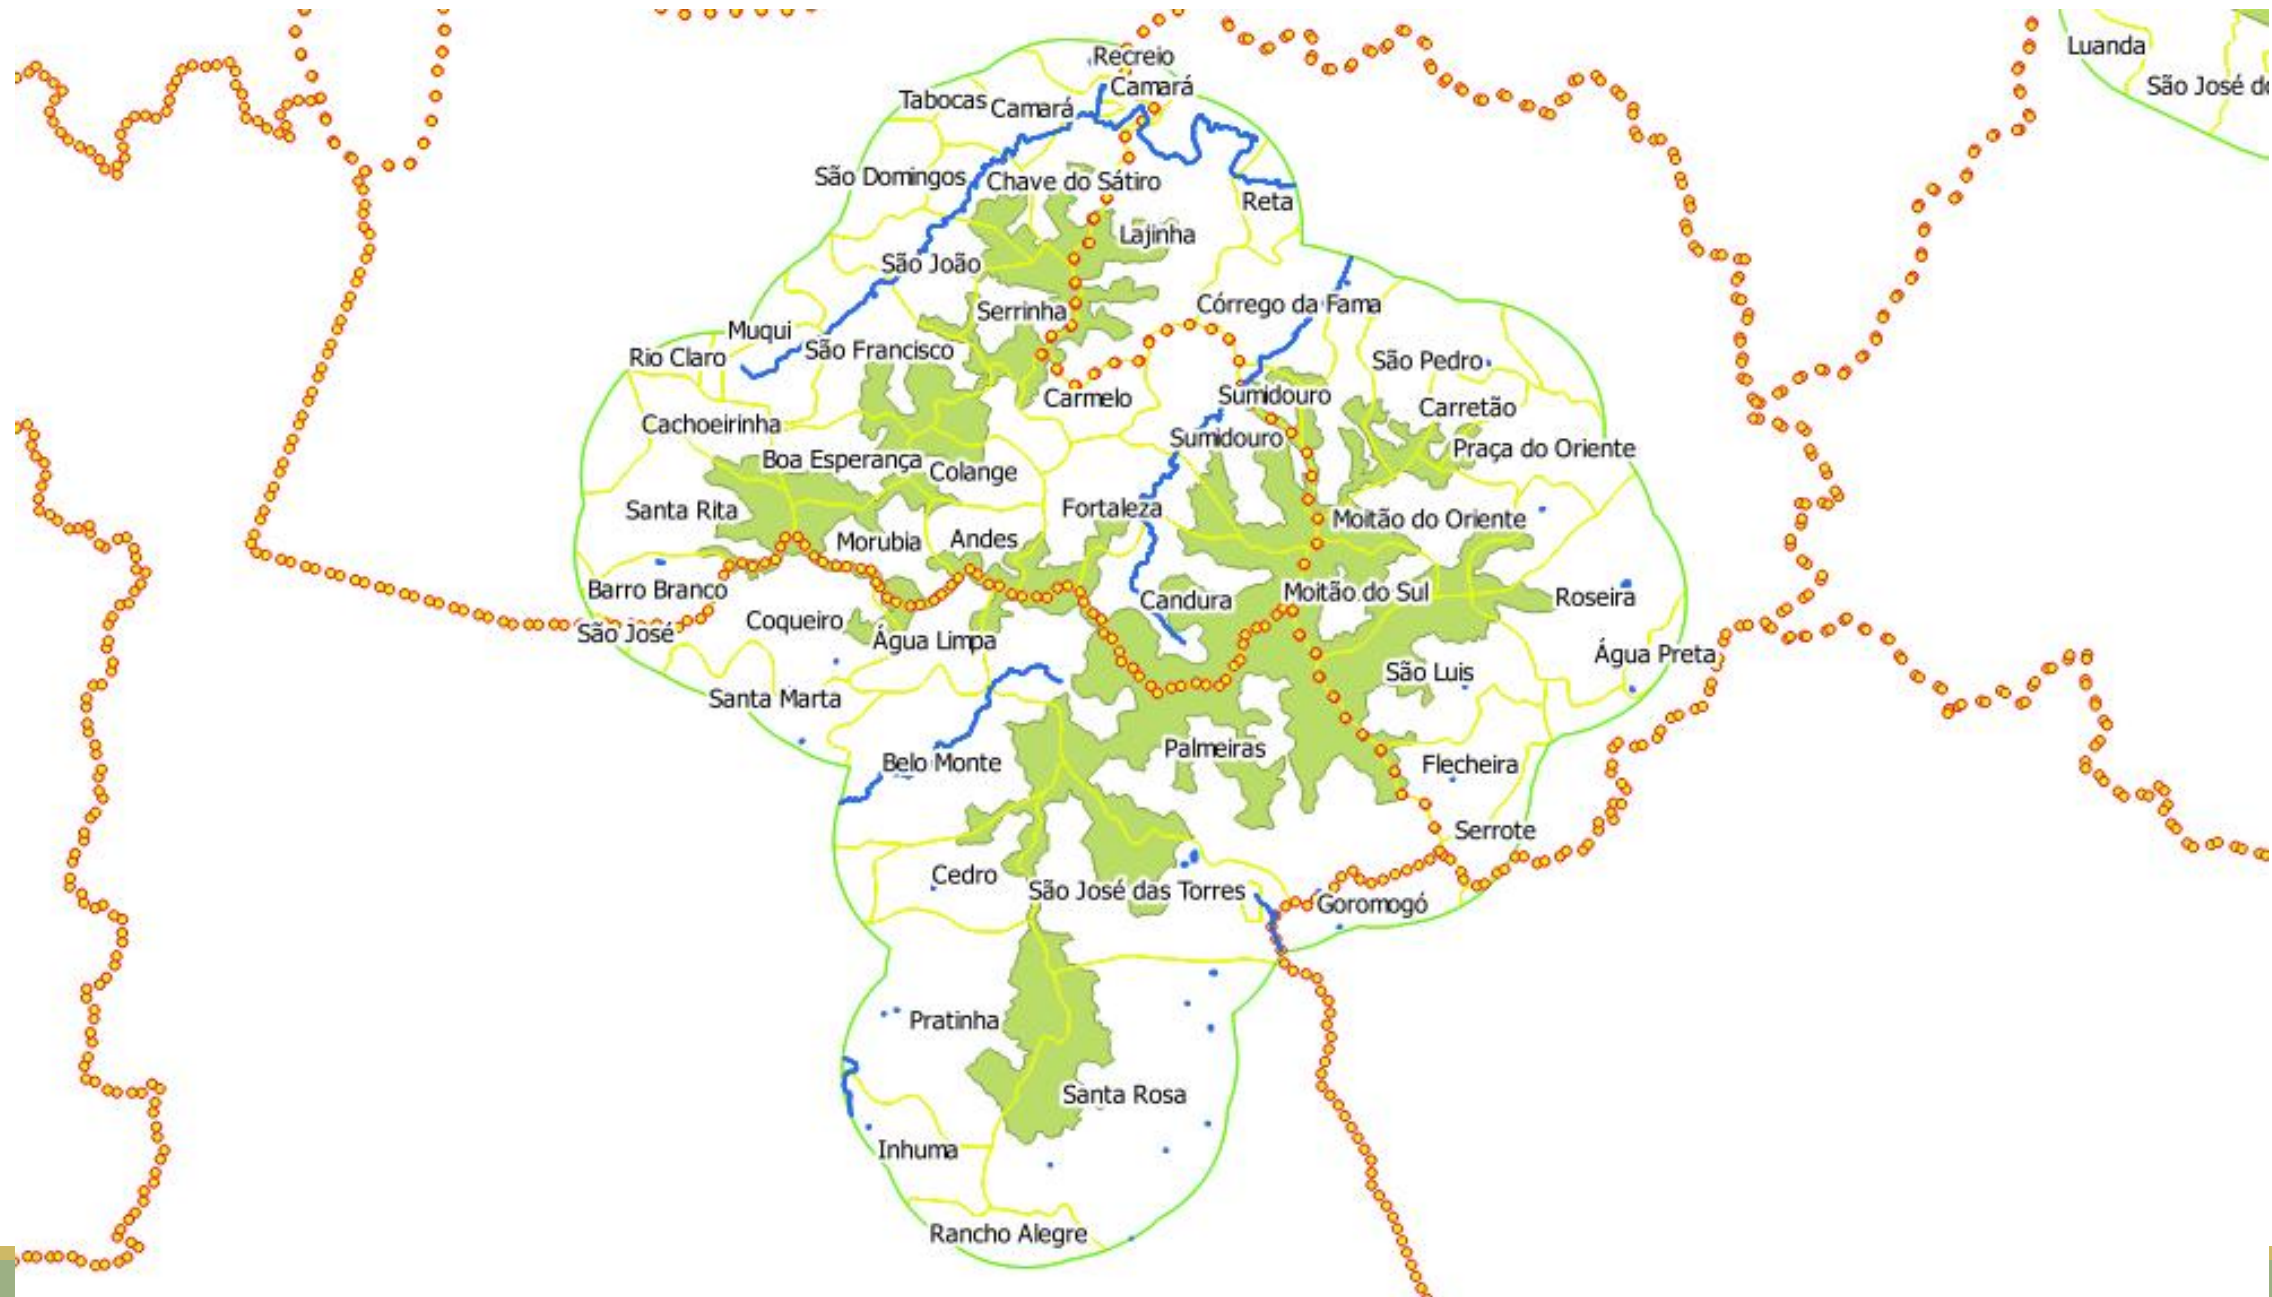 Luanda
Recreio
São José d
Camará
Tabocas
Camará
São Domingos
Chave do Sátiro
Reta
Lajinha
São João
Córrego da Fama
Serrinha
Muqui
São Francisco
Rio Claro
São Pedro
Sumidouro
Carmelo
Carretão
Cachoeirinha
Sumidouro
Praça do Oriente
Boa Esperança
Colange
Santa Rita
Fortaleza
Moitão do Oriente
Morubia
Andes
Barro Branco
Candura
Moitão do Sul
Roseira
Coqueiro
São José
Água Limpa
Água Preta
São Luis
Santa Marta
Palmeiras
Belo Monte
Flecheira
Serrote
Cedro
São José das Torres
Goromogó
Pratinha
Santa Rosa
Inhuma
Rancho Alegre